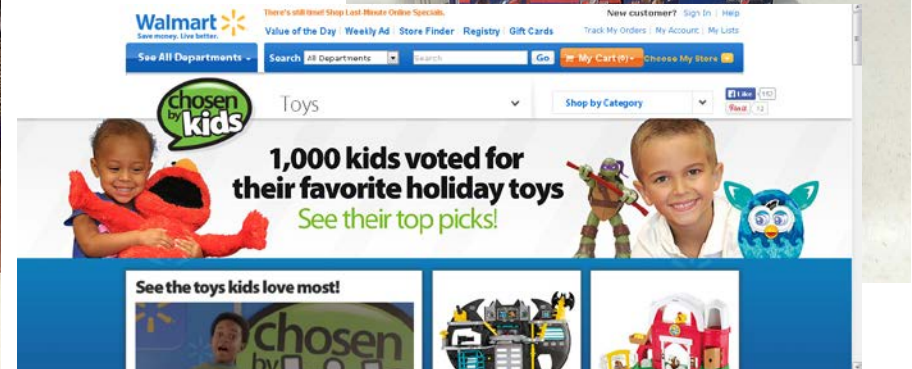 There's still time! Shop Last-Minute Online Specials.
New customer? Sign In | Help
Walmart
Save money. Live better.
Value of the Day | Weekly Ad | Store Finder Registry | Gift Cards
Track My Orders | My Account | My Lists
See All Departments
Search All Departments Search Go
My Cart (0)
Choose My Store
chosen
by
kids
Toys
Shop by Category
Like
Pin it 12
1,000 kids voted for
their favorite holiday toys
See their top picks!
See the toys kids love most!
chosen
by